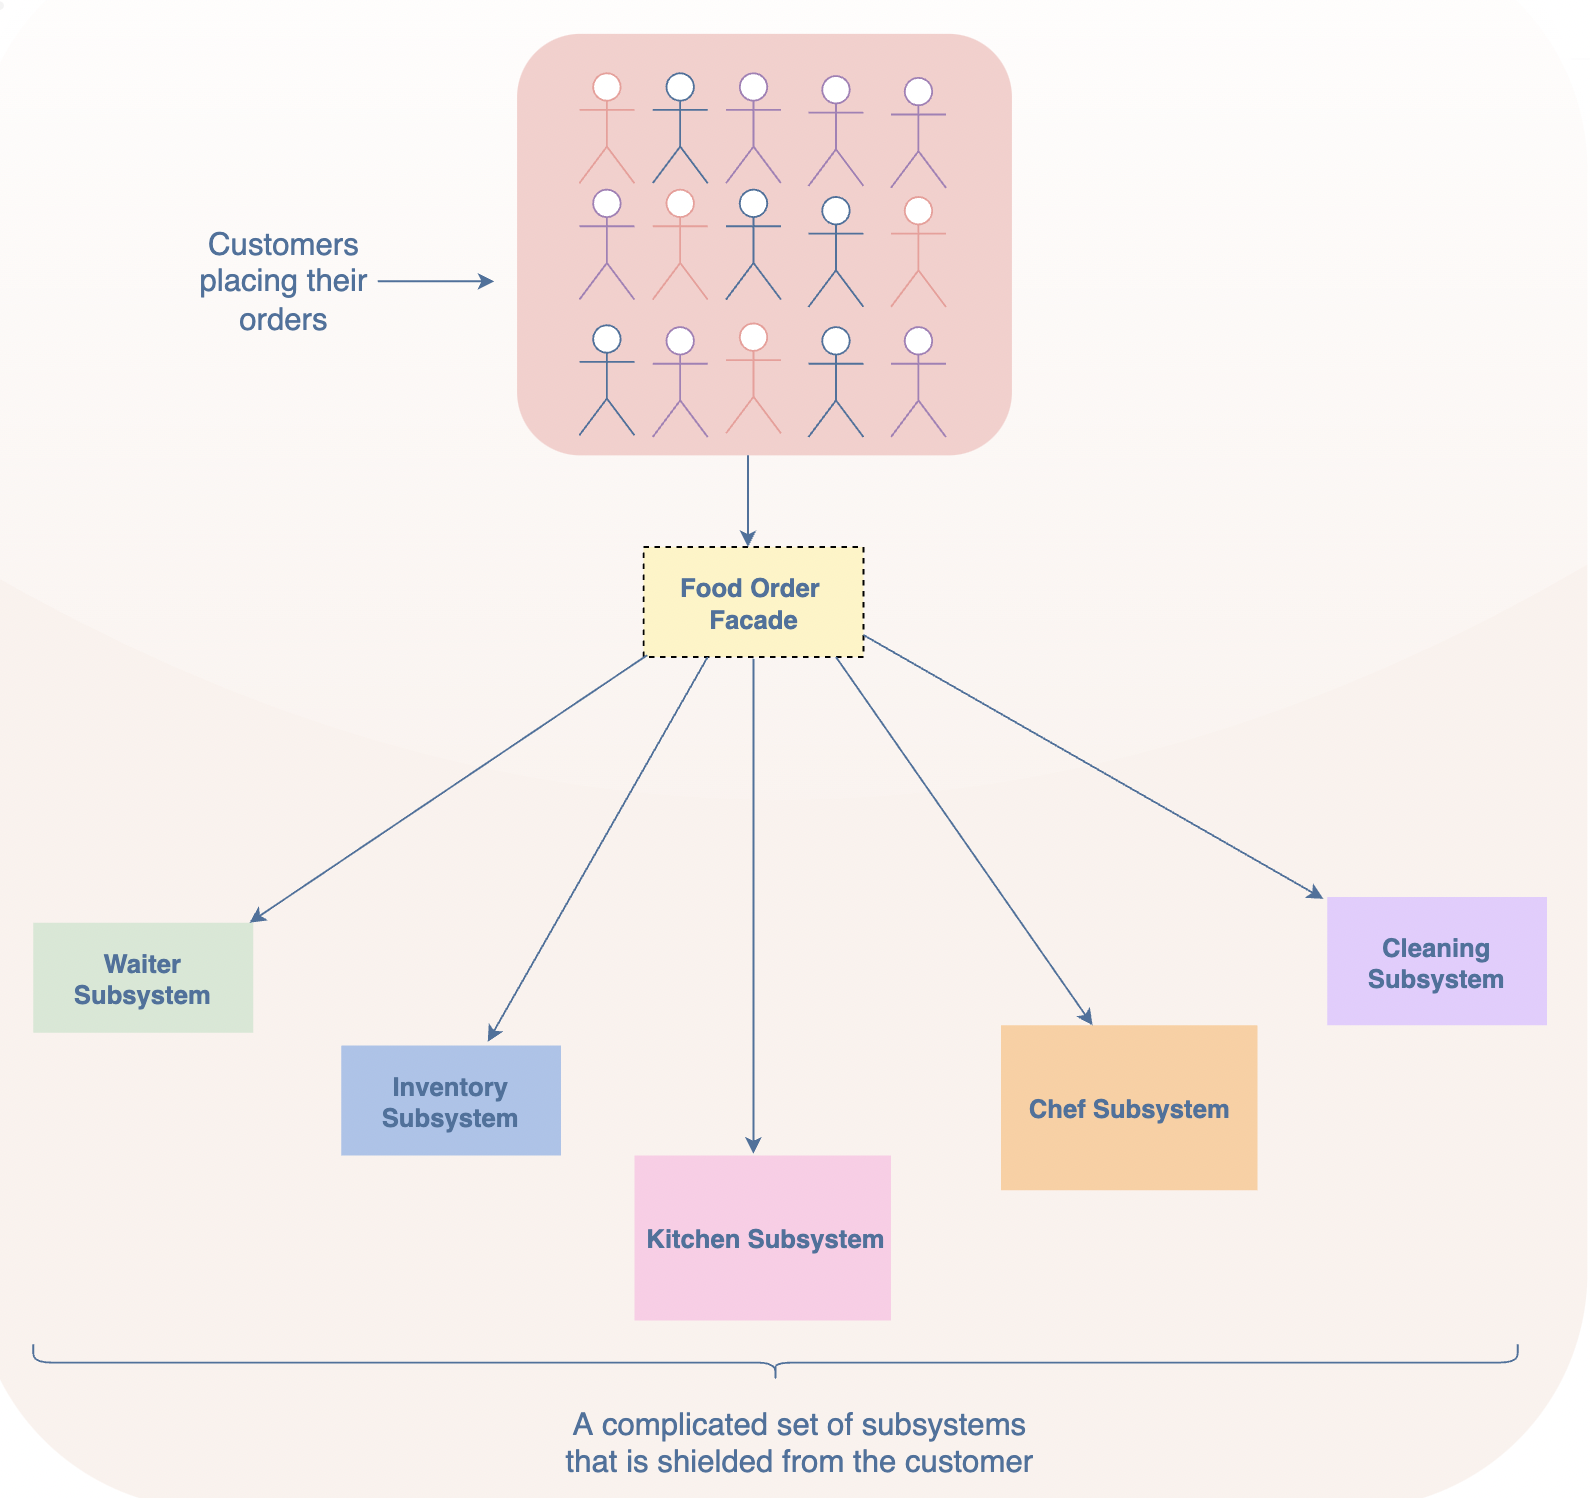 Customers
placing their
orders
Food Order
Facade
Waiter
Subsystem
Inventory
Subsystem
Kitchen Subsystem
Chef Subsystem
Cleaning
Subsystem
A complicated set of subsystems
that is shielded from the customer